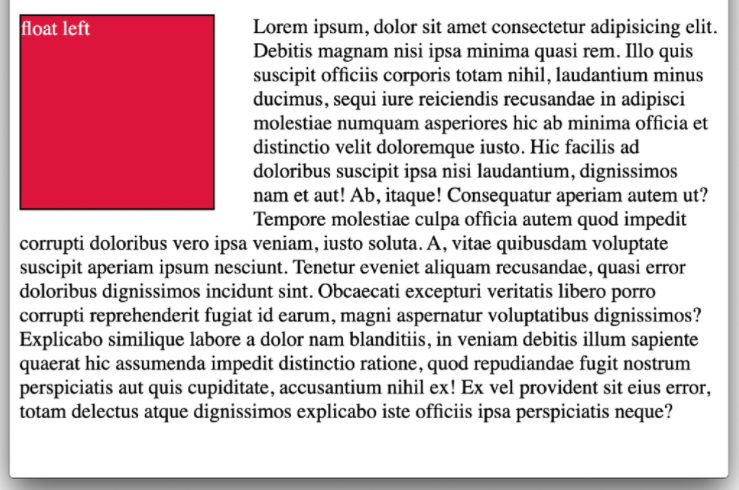 float left
Lorem ipsum, dolor sit amet consectetur adipisicing elit.
Debitis magnam nisi ipsa minima quasi rem. Illo quis
suscipit officiis corporis totam nihil, laudantium minus
ducimus, sequi iure reiciendis recusandae in adipisci
molestiae numquam asperiores hic ab minima officia et
distinctio velit doloremque iusto. Hic facilis ad
doloribus suscipit ipsa nisi laudantium, dignissimos
nam et aut! Ab, itaque! Consequatur aperiam autem ut?
Tempore molestiae culpa officia autem quod impedit
corrupti doloribus vero ipsa veniam, iusto soluta. A, vitae quibusdam voluptate
suscipit aperiam ipsum nesciunt. Tenetur eveniet aliquam recusandae, quasi error
doloribus dignissimos incidunt sint. Obcaecati excepturi veritatis libero porro
corrupti reprehenderit fugiat id earum, magni aspernatur voluptatibus dignissimos?
Explicabo similique labore a dolor nam blanditiis, in veniam debitis illum sapiente
quaerat hic assumenda impedit distinctio ratione, quod repudiandae fugit nostrum
perspiciatis aut quis cupiditate, accusantium nihil ex! Ex vel provident sit eius error,
totam delectus atque dignissimos explicabo iste officiis ipsa perspiciatis neque?